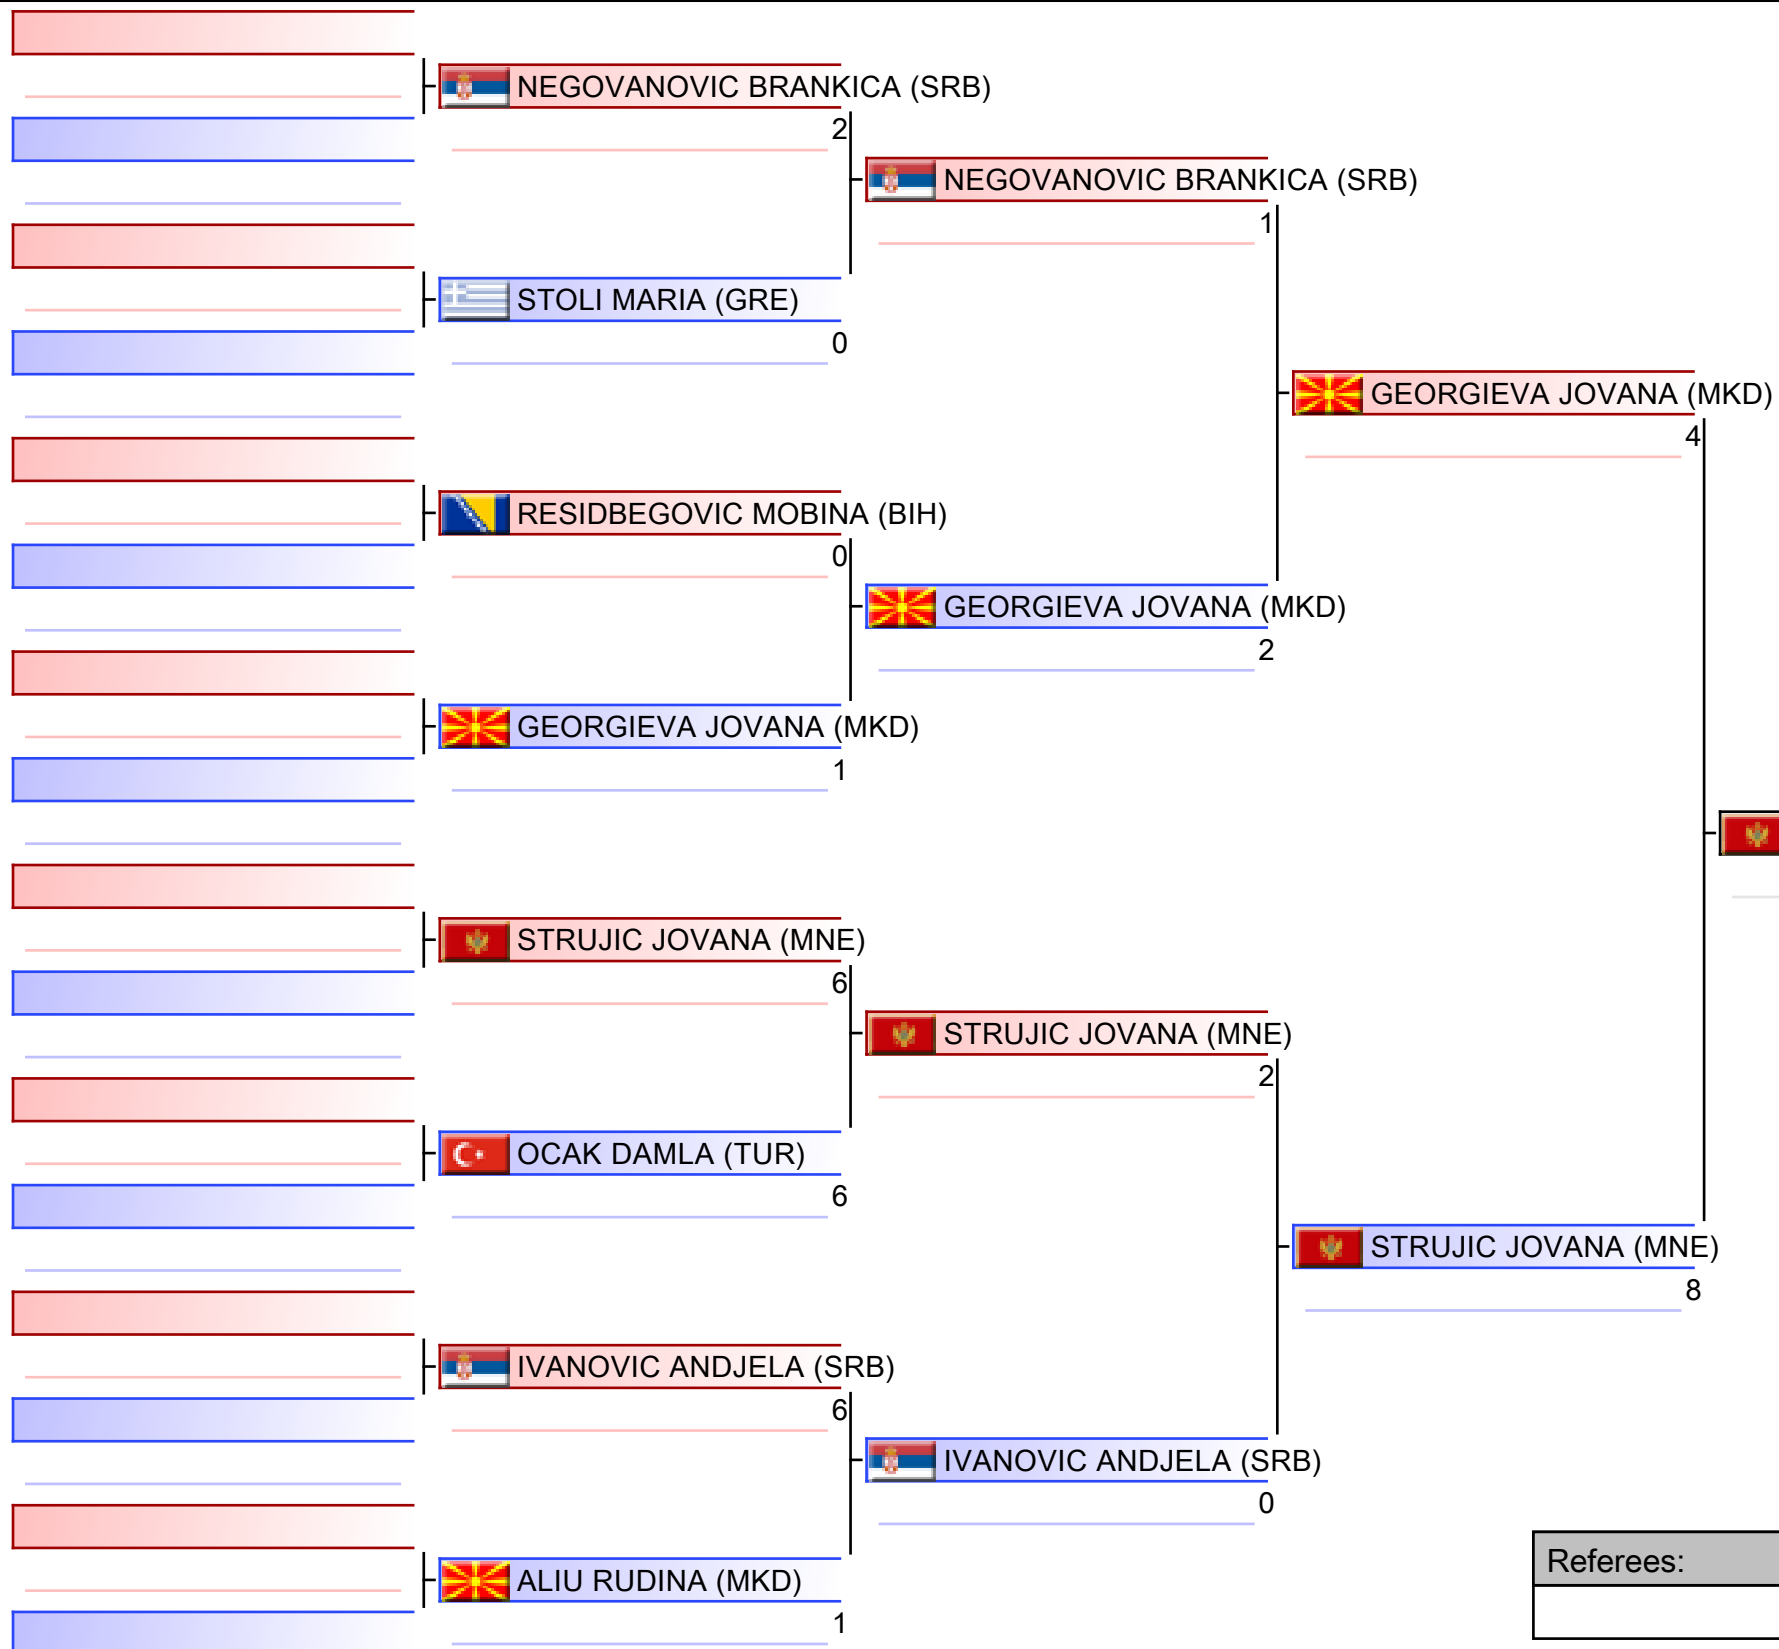 NEGOVANOVIC BRANKICA (SRB)
2
NEGOVANOVIC BRANKICA (SRB)
1
STOLI MARIA (GRE)
0
GEORGIEVA JOVANA (MKD)
4
RESIDBEGOVIC MOBINA (BIH)
0
GEORGIEVA JOVANA (MKD)
2
GEORGIEVA JOVANA (MKD)
1
STRUJIC JOVANA (MNE)
6
STRUJIC JOVANA (MNE)
2
OCAK DAMLA (TUR)
6
STRUJIC JOVANA (MNE)
8
IVANOVIC ANDJELA (SRB)
6
IVANOVIC ANDJELA (SRB)
0
ALIU RUDINA (MKD)
1
Referees: